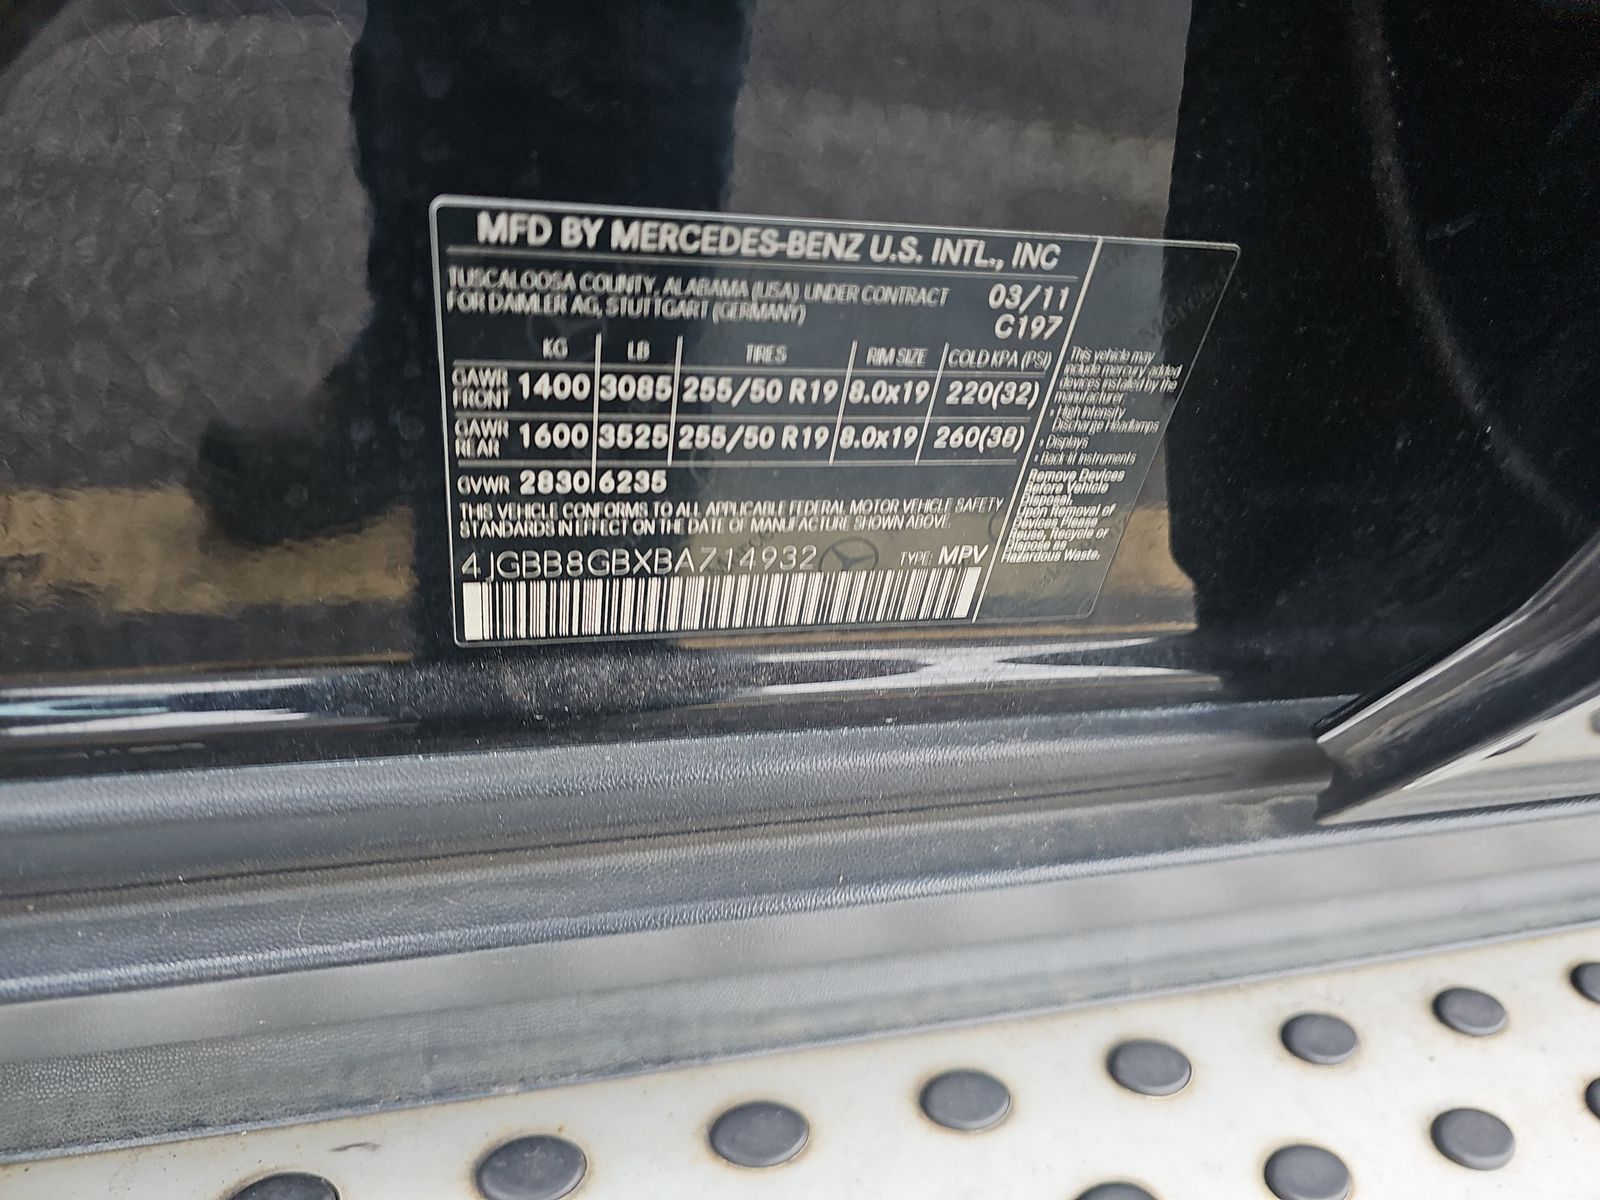 MFD BY MERCEDES-BENZ U.S. INTL., INC
TUSCALOOSA COUNTY, ALABAMA (USA) UNDER CONTRACT
FOR DAIMLER AG, STUTTGART (GERMANY)
03/11
C197
KG LB TIRES RIM SIZE COLD KPA (PSI)
GAWR FRONT 1400 3085 255/50 R19 8.0x19 220(32)
GAWR REAR 1600 3525 255/50 R19 8.0x19 260(38)
GVWR 2830 6235
THIS VEHICLE CONFORMS TO ALL APPLICABLE FEDERAL MOTOR VEHICLE SAFETY
STANDARDS IN EFFECT ON THE DATE OF MANUFACTURE SHOWN ABOVE.
4JGBB8GBXBA714932 TYPE: MPV
This vehicle may
include mercury added
devices installed by the
manufacturer:
• High Intensity
Discharge Headlamps
• Displays
• Back lit Instruments
Remove Devices
Before Vehicle
Disposal.
Upon Removal of
Devices Please
Reuse, Recycle or
Dispose as
Hazardous Waste.